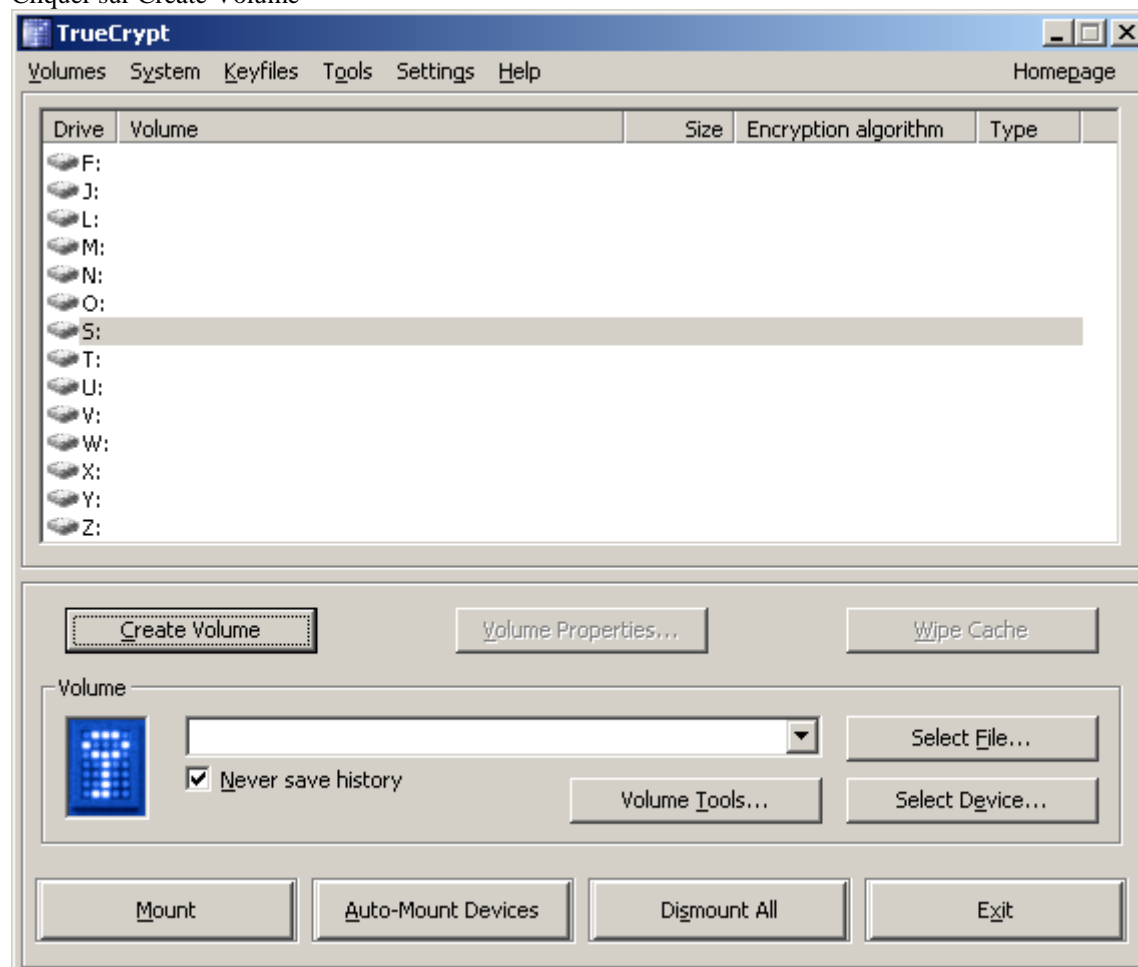 Cliquer sur Create Volume
TrueCrypt
Volumes System Keyfiles Tools Settings Help Homepage
Drive Volume Size Encryption algorithm Type
F:
J:
L:
M:
N:
O:
S:
T:
U:
V:
W:
X:
Y:
Z:
Create Volume Volume Properties... Wipe Cache
Volume
Select File...
Never save history
Volume Tools... Select Device...
Mount Auto-Mount Devices Dismount All Exit